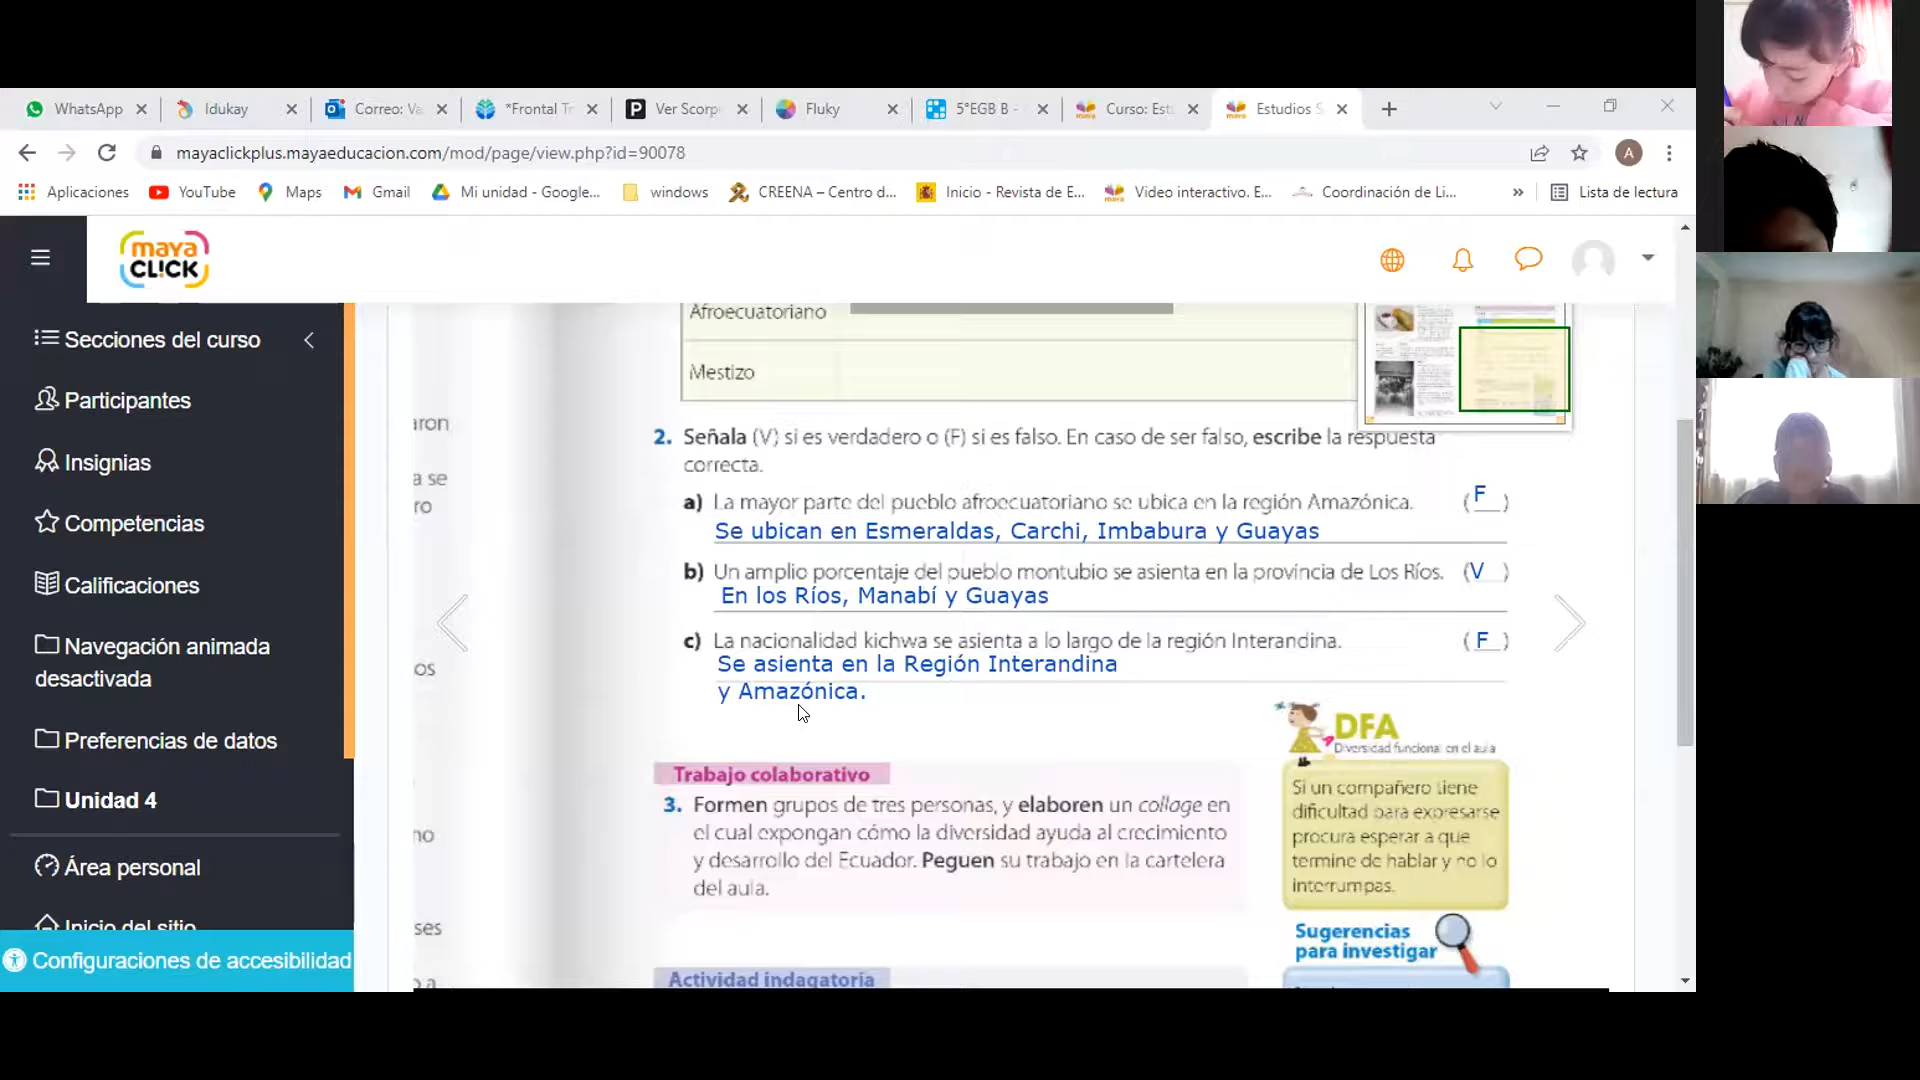 WhatsApp
Idukay
Correo: Va
*Frontal Tr
Ver Scorp
Fluky
5°EGB B -
Curso: Est
Estudios S
mayaclickplus.mayaeducacion.com/mod/page/view.php?id=90078
A
Aplicaciones
YouTube
Maps
Gmail
Mi unidad - Google...
windows
CREENA – Centro d...
Inicio - Revista de E...
Video interactivo. E...
Coordinación de Li...
»
Lista de lectura
maya
CL!CK
Secciones del curso
Participantes
Insignias
Competencias
Calificaciones
Navegación animada
desactivada
Preferencias de datos
Unidad 4
Área personal
Inicio del sitio
Configuraciones de accesibilidad
aron
a se
ro
os
no
ses
Afroecuatoriano
Mestizo
2. Señala (V) si es verdadero o (F) si es falso. En caso de ser falso, escribe la respuesta
correcta.
a) La mayor parte del pueblo afroecuatoriano se ubica en la región Amazónica. (F)
Se ubican en Esmeraldas, Carchi, Imbabura y Guayas
b) Un amplio porcentaje del pueblo montubio se asienta en la provincia de Los Ríos. (V)
En los Ríos, Manabí y Guayas
c) La nacionalidad kichwa se asienta a lo largo de la región Interandina. (F)
Se asienta en la Región Interandina
y Amazónica.
Trabajo colaborativo
3. Formen grupos de tres personas, y elaboren un collage en
el cual expongan cómo la diversidad ayuda al crecimiento
y desarrollo del Ecuador. Peguen su trabajo en la cartelera
del aula.
Actividad indagatoria
DFA
Diversidad funcional en el aula
Si un compañero tiene
dificultad para expresarse
procura esperar a que
termine de hablar y no lo
interrumpas.
Sugerencias
para investigar